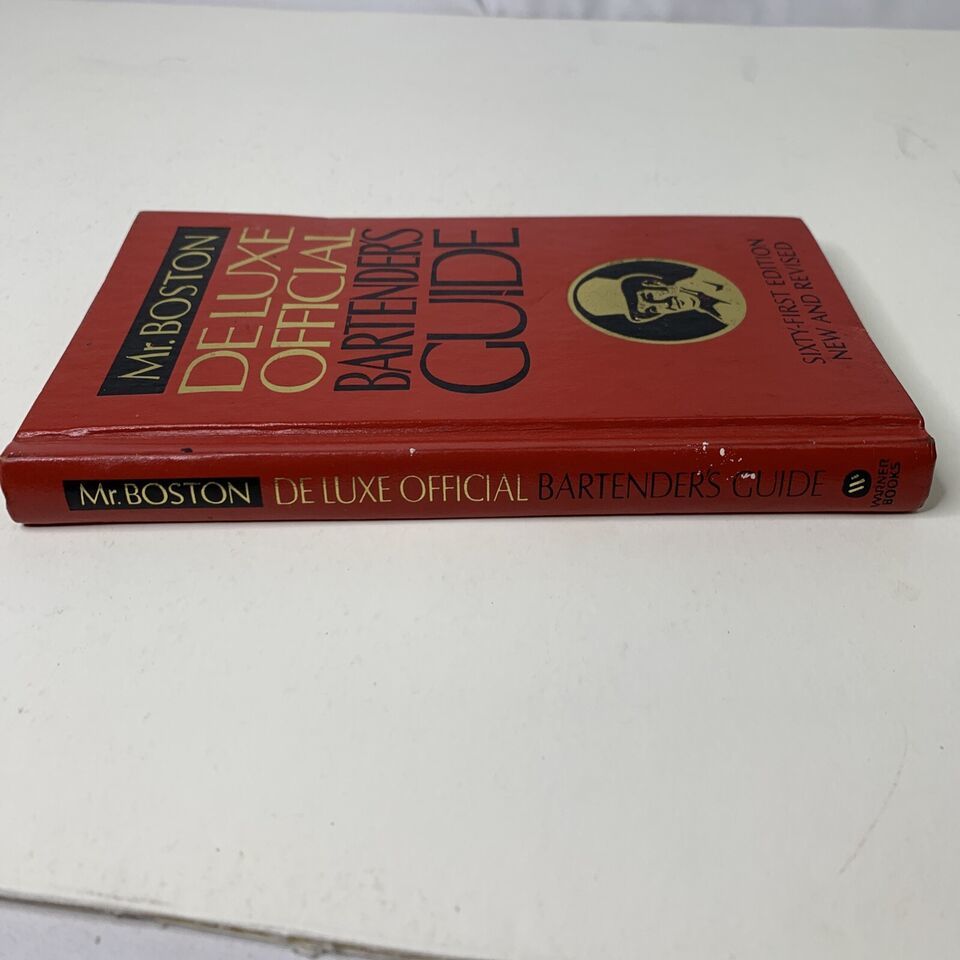 Mr. BOSTON
DE LUXE
OFFICIAL
BARTENDER'S
GUIDE
SIXTY-FIRST EDITION
NEW AND REVISED
Mr. BOSTON DE LUXE OFFICIAL BARTENDER'S GUIDE
WARNER
BOOKS